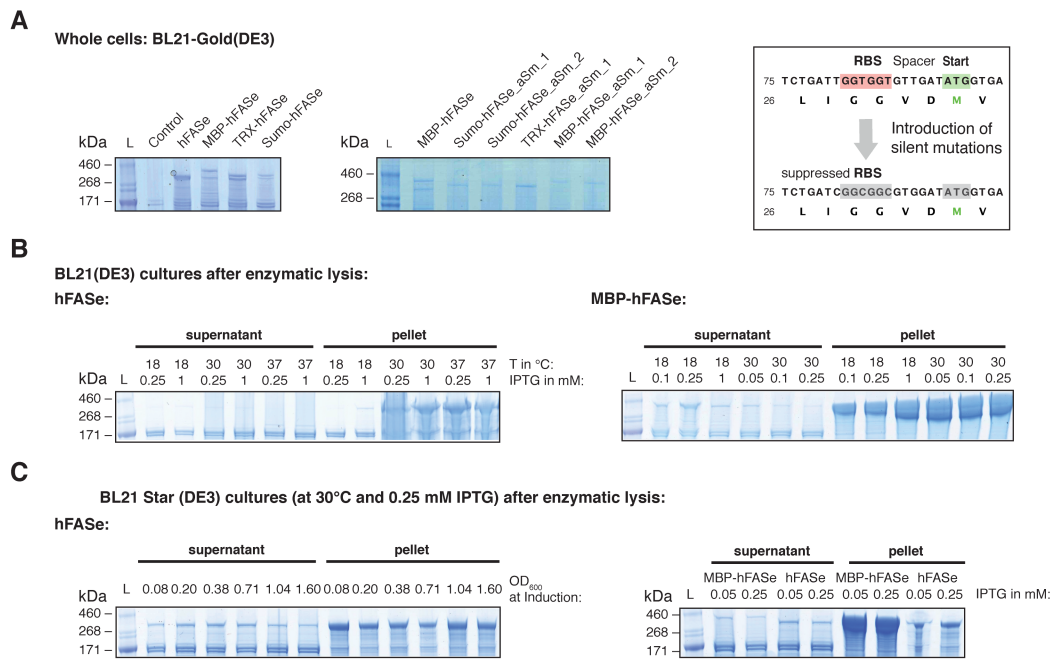 A
Whole cells: BL21-Gold(DE3)
kDa
L
Control
hFASe
MBP-hFASe
TRX-hFASe
Sumo-hFASe
460
268
171
kDa
L
MBP-hFASe
Sumo-hFASe_aSm_1
Sumo-hFASe_aSm_2
TRX-hFASe_aSm_1
MBP-hFASe_aSm_1
MBP-hFASe_aSm_2
460
268
RBS Spacer Start
75 TCTGATTGGTGGTGTTGATATGGTGA
26 L I G G V D M V
Introduction of
silent mutations
suppressed RBS
75 TCTGATCGGCGGCGTGGATATGGTGA
26 L I G G V D M V
B
BL21(DE3) cultures after enzymatic lysis:
hFASe:
supernatant pellet
18 18 30 30 37 37 18 18 30 30 37 37 T in °C:
kDa L 0.25 1 0.25 1 0.25 1 0.25 1 0.25 1 0.25 1 IPTG in mM:
460
268
171
MBP-hFASe:
supernatant pellet
18 18 18 30 30 30 18 18 18 30 30 30
L 0.1 0.25 1 0.05 0.1 0.25 0.1 0.25 1 0.05 0.1 0.25
C
BL21 Star (DE3) cultures (at 30°C and 0.25 mM IPTG) after enzymatic lysis:
hFASe:
supernatant pellet
OD600
L 0.08 0.20 0.38 0.71 1.04 1.60 0.08 0.20 0.38 0.71 1.04 1.60 at Induction:
kDa
460
268
171
supernatant pellet
MBP-hFASe hFASe MBP-hFASe hFASe
kDa L 0.05 0.25 0.05 0.25 0.05 0.25 0.05 0.25 IPTG in mM:
460
268
171